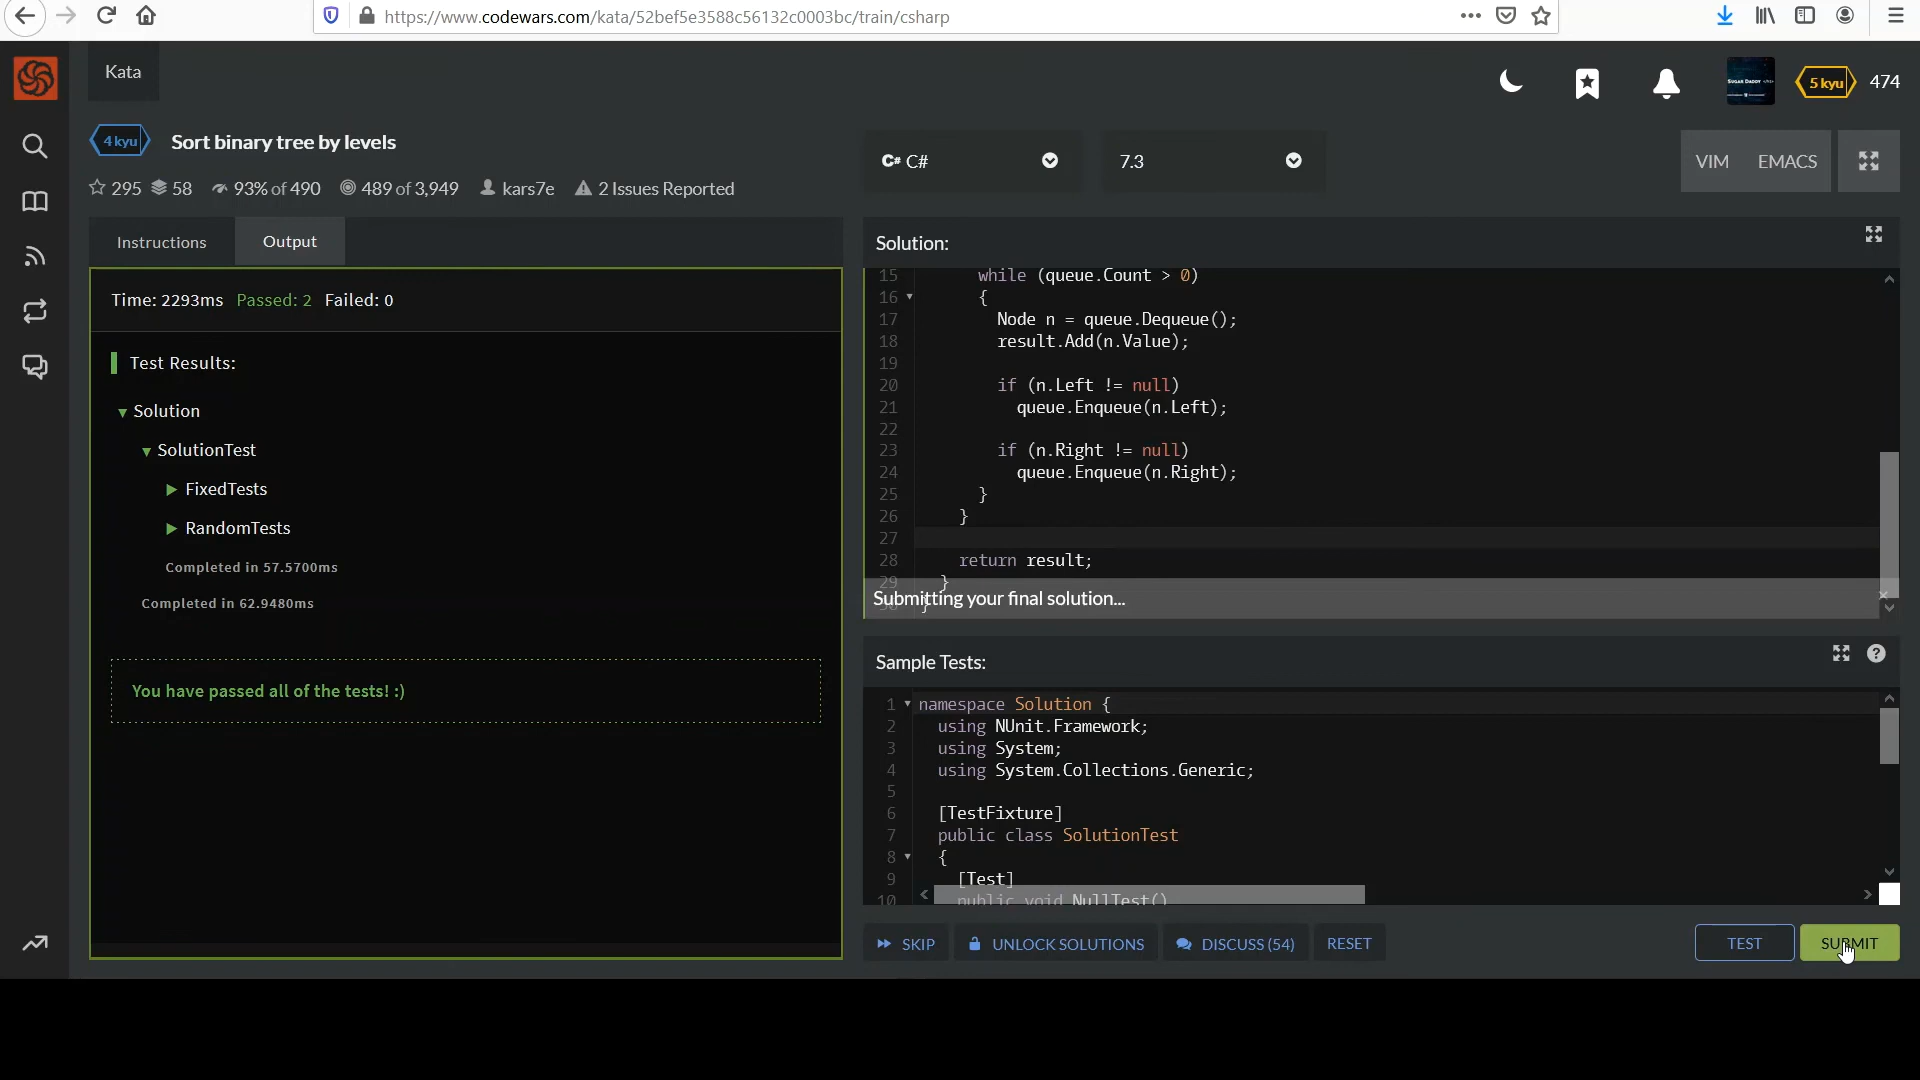 https://www.codewars.com/kata/52bef5e3588c56132c0003bc/train/csharp
Kata
5 kyu
474
4 kyu
Sort binary tree by levels
295
58
93% of 490
489 of 3,949
kars7e
2 Issues Reported
C# C#
7.3
VIM
EMACS
Instructions
Output
Time: 2293ms Passed: 2 Failed: 0
Test Results:
Solution
SolutionTest
FixedTests
RandomTests
Completed in 57.5700ms
Completed in 62.9480ms
You have passed all of the tests! :)
Solution:
15 while (queue.Count > 0)
16 {
17 Node n = queue.Dequeue();
18 result.Add(n.Value);
19
20 if (n.Left != null)
21 queue.Enqueue(n.Left);
22
23 if (n.Right != null)
24 queue.Enqueue(n.Right);
25 }
26 }
27
28 return result;
29 }
}
Submitting your final solution...
Sample Tests:
1 namespace Solution {
2 using NUnit.Framework;
3 using System;
4 using System.Collections.Generic;
5
6 [TestFixture]
7 public class SolutionTest
8 {
9 [Test]
10 public void NullTest()
SKIP
UNLOCK SOLUTIONS
DISCUSS (54)
RESET
TEST
SUBMIT